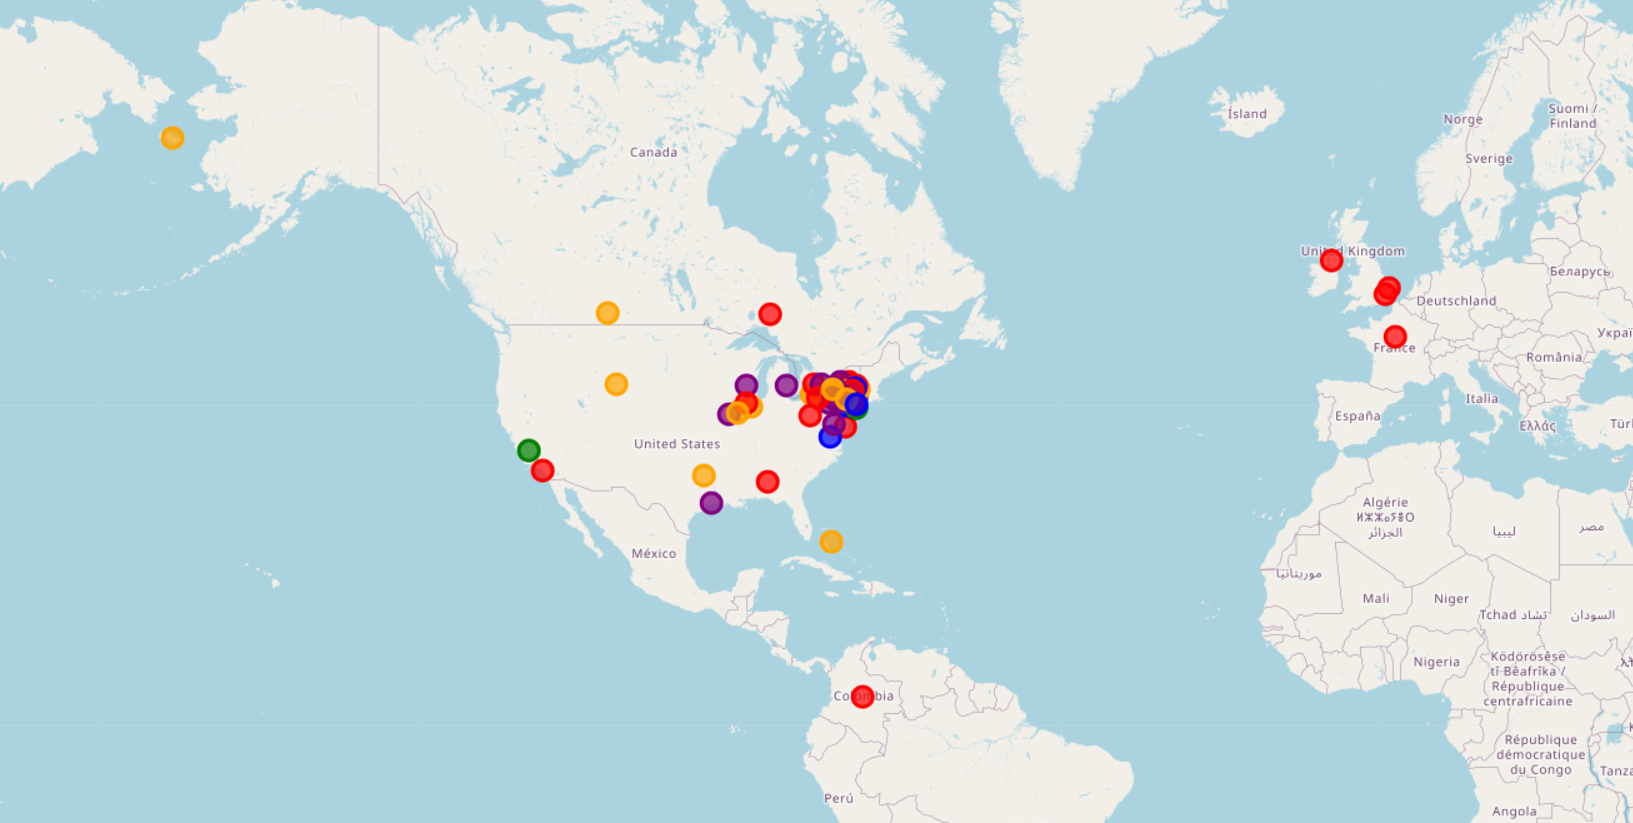 Ísland
Suomi /
Finland
Norge
Sverige
Canada
United Kingdom
Беларусь
Deutschland
Украї
France
România
Italia
España
Ελλάς
Tür
United States
Algérie
ⵍⵣⵣⴰⵢⴻⵔ
الجزائر
ليبيا
مصر
México
موريتانيا
Mali
Niger
Tchad تشاد
السودان
Nigeria
Ködörösêse
tî Bêafrîka /
République
centrafricaine
Colombia
République
démocratique
du Congo
Tanza
Perú
Angola